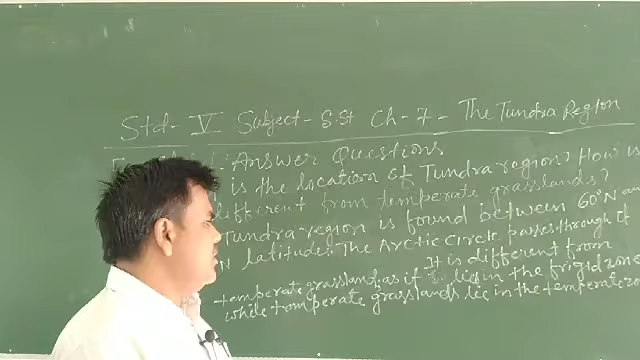 Std- V Subject- S.St Ch-7- The Tundra Region
Answer Questions
is the location of Tundra region? How is
different from temperate grasslands?
Tundra region is found between 60°N and
N latitudes. The Arctic Circle passes through it
It is different from
temperate grasslands as it lies in the frigid zone
while temperate grasslands lie in the temperate zo